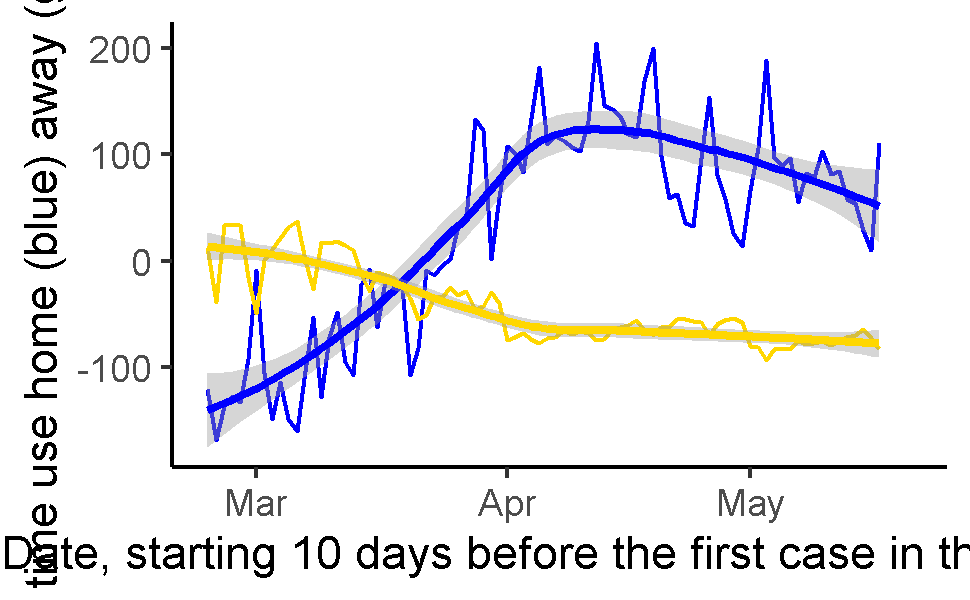 time use home (blue) away (
200
100
0
-100
Mar Apr May
Date, starting 10 days before the first case in th